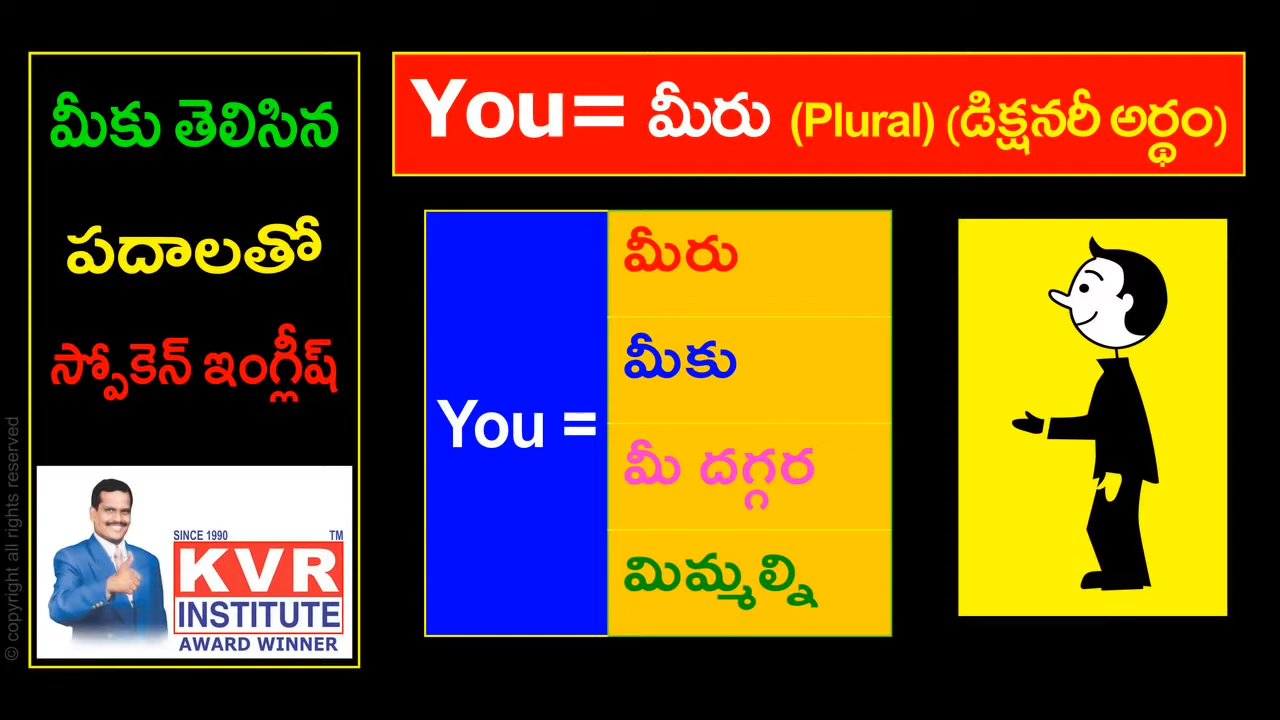 మీకు తెలిసిన
పదాలతో
స్పోకెన్ ఇంగ్లీష్
SINCE 1990 TM
KVR
INSTITUTE
AWARD WINNER
© copyright all rights reserved
You= మీరు (Plural) (డిక్షనరీ అర్థం)
You =
మీరు
మీకు
మీ దగ్గర
మిమ్మల్ని